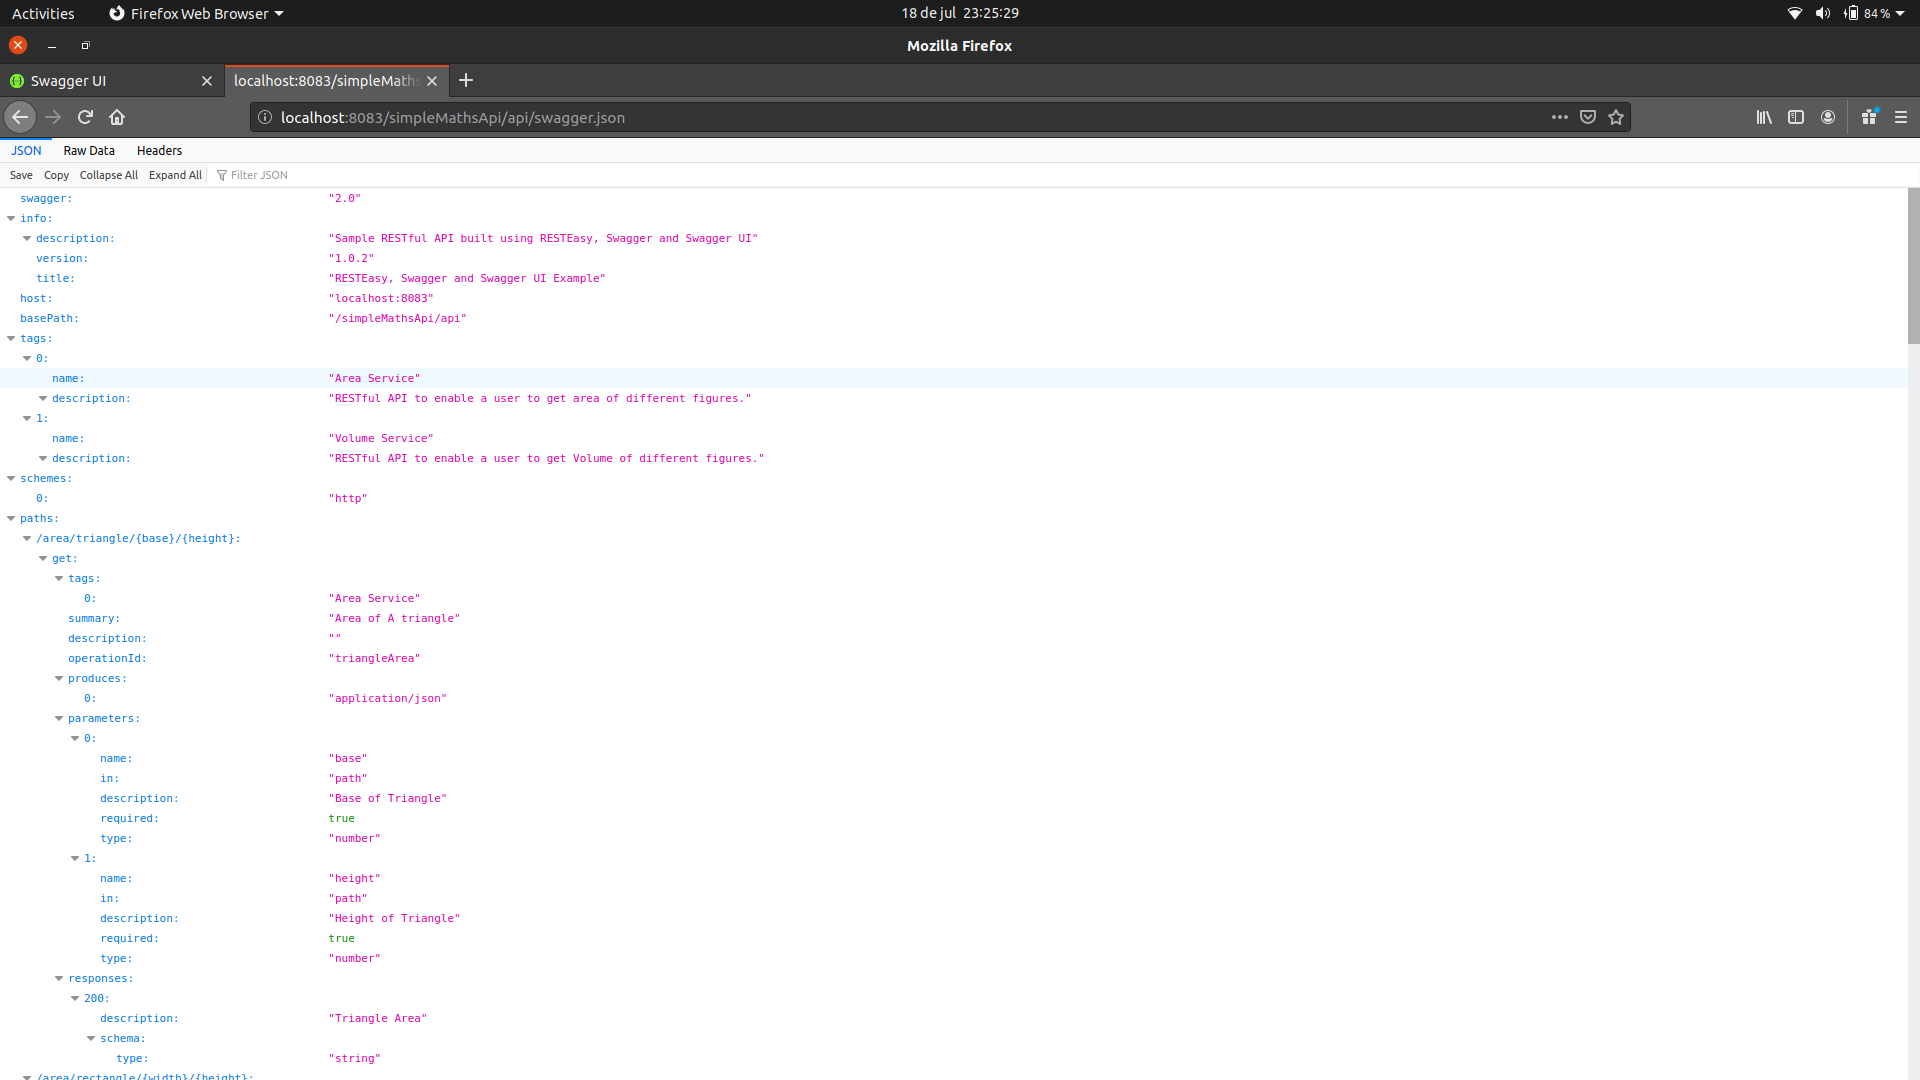 Activities Firefox Web Browser 18 de jul 23:25:29 84 %
Mozilla Firefox
Swagger UI localhost:8083/simpleMaths
localhost:8083/simpleMathsApi/api/swagger.json
JSON Raw Data Headers
Save Copy Collapse All Expand All Filter JSON
swagger: "2.0"
info:
description: "Sample RESTful API built using RESTEasy, Swagger and Swagger UI"
version: "1.0.2"
title: "RESTEasy, Swagger and Swagger UI Example"
host: "localhost:8083"
basePath: "/simpleMathsApi/api"
tags:
0:
name: "Area Service"
description: "RESTful API to enable a user to get area of different figures."
1:
name: "Volume Service"
description: "RESTful API to enable a user to get Volume of different figures."
schemes:
0: "http"
paths:
/area/triangle/{base}/{height}:
get:
tags:
0: "Area Service"
summary: "Area of A triangle"
description: ""
operationId: "triangleArea"
produces:
0: "application/json"
parameters:
0:
name: "base"
in: "path"
description: "Base of Triangle"
required: true
type: "number"
1:
name: "height"
in: "path"
description: "Height of Triangle"
required: true
type: "number"
responses:
200:
description: "Triangle Area"
schema:
type: "string"
/area/rectangle/{width}/{height}: